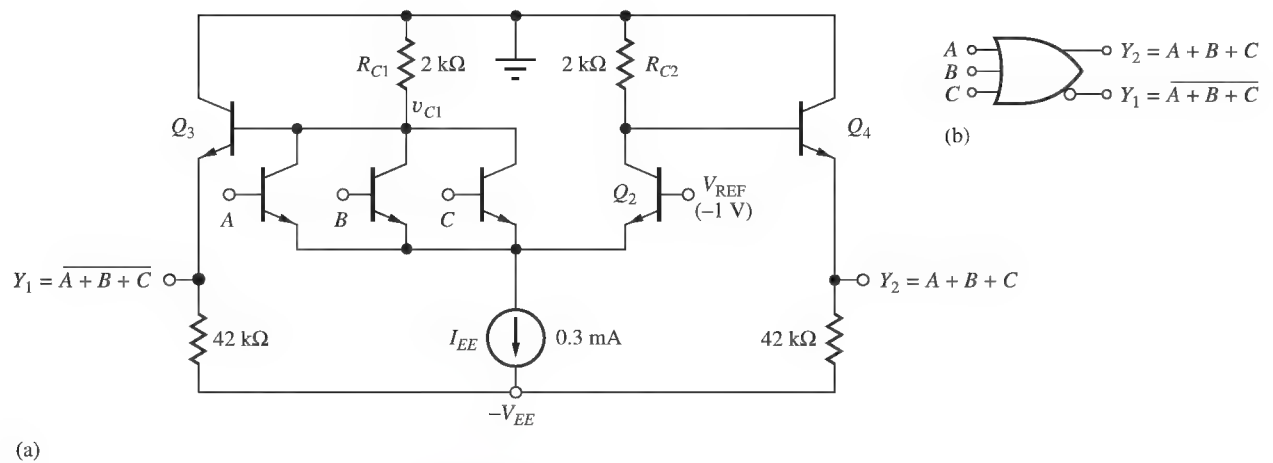 R_C1 2 kΩ
2 kΩ R_C2
v_C1
Q_3
Q_4
A
B
C
Q_2
V_REF
(–1 V)
Y_1 = \overline{A + B + C}
Y_2 = A + B + C
42 kΩ
I_EE 0.3 mA
42 kΩ
–V_EE
(a)
A
B
C
Y_2 = A + B + C
Y_1 = \overline{A + B + C}
(b)